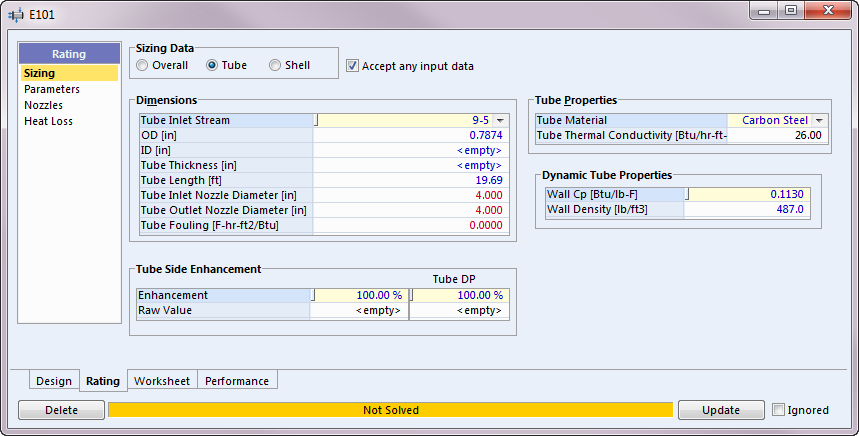 E101
Rating
Sizing
Parameters
Nozzles
Heat Loss
Sizing Data
Overall Tube Shell
Accept any input data
Dimensions
Tube Inlet Stream 9-5
OD [in] 0.7874
ID [in] <empty>
Tube Thickness [in] <empty>
Tube Length [ft] 19.69
Tube Inlet Nozzle Diameter [in] 4.000
Tube Outlet Nozzle Diameter [in] 4.000
Tube Fouling [F-hr-ft2/Btu] 0.0000
Tube Properties
Tube Material Carbon Steel
Tube Thermal Conductivity [Btu/hr-ft- 26.00
Dynamic Tube Properties
Wall Cp [Btu/lb-F] 0.1130
Wall Density [lb/ft3] 487.0
Tube Side Enhancement
Tube DP
Enhancement 100.00 % 100.00 %
Raw Value <empty> <empty>
Design Rating Worksheet Performance
Delete Not Solved Update Ignored